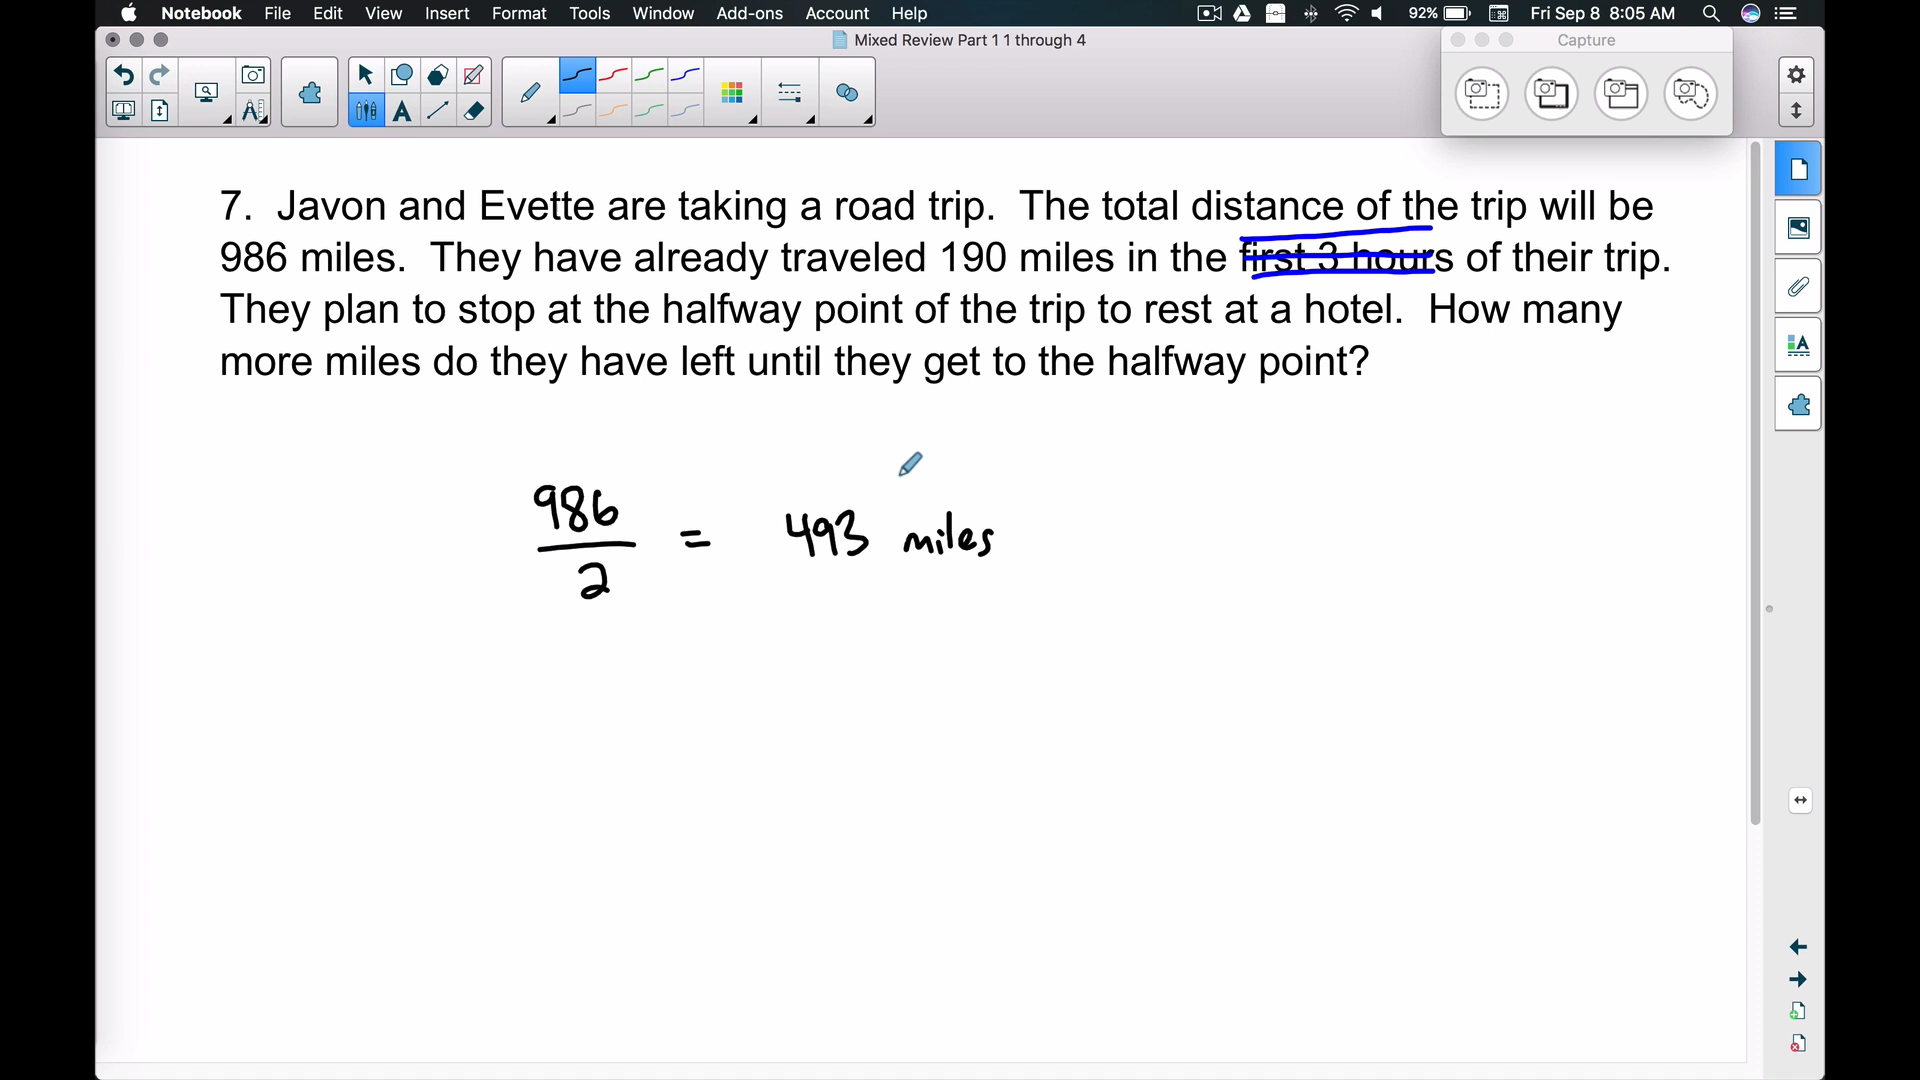 Notebook File Edit View Insert Format Tools Window Add-ons Account Help 92% Fri Sep 8 8:05 AM
Mixed Review Part 1 1 through 4
Capture
7. Javon and Evette are taking a road trip. The total distance of the trip will be
986 miles. They have already traveled 190 miles in the first 3 hours of their trip.
They plan to stop at the halfway point of the trip to rest at a hotel. How many
more miles do they have left until they get to the halfway point?
986
= 493 miles
2